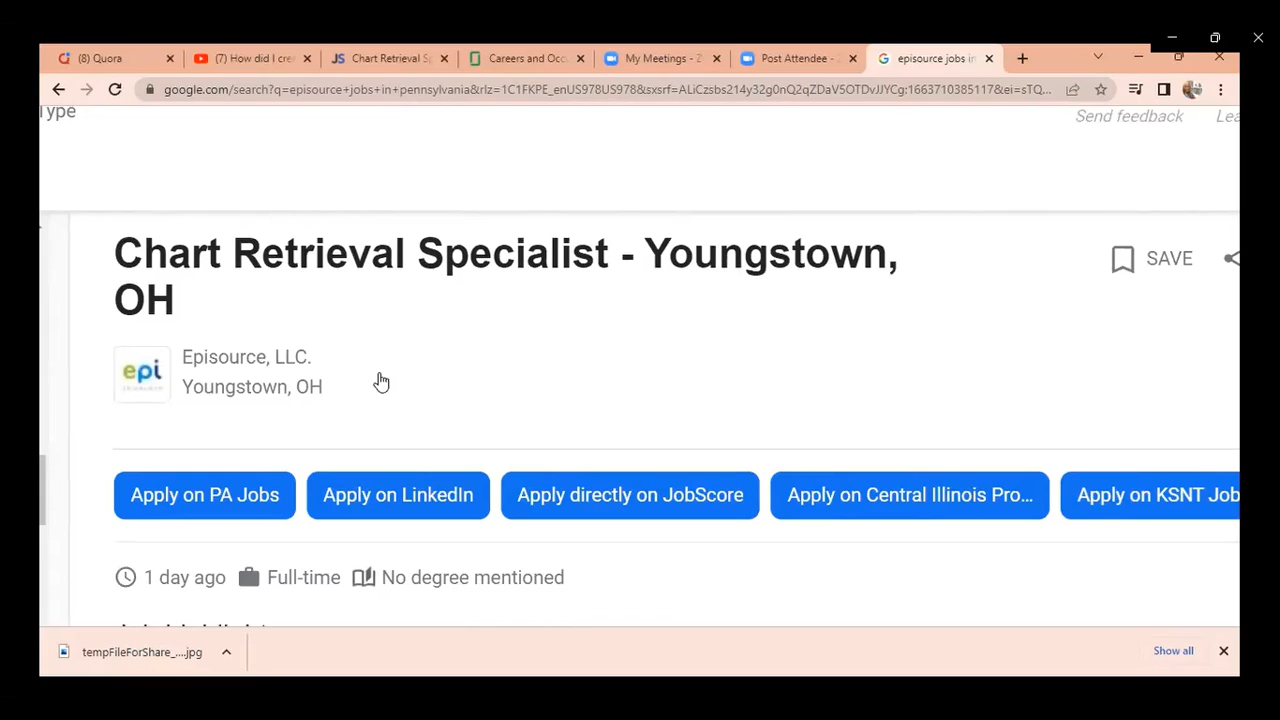 (8) Quora
(7) How did I cre
Chart Retrieval S
Careers and Occ
My Meetings - Z
Post Attendee -
episource jobs in
google.com/search?q=episource+jobs+in+pennsylvania&rlz=1C1FKPE_enUS978US978&sxsrf=ALiCzsbs214y32g0nQ2qZDaV5OTDvJJYCg:1663710385117&ei=sTQ...
Type
Send feedback
Lea
Chart Retrieval Specialist - Youngstown,
OH
SAVE
epi
Episource, LLC.
Youngstown, OH
Apply on PA Jobs
Apply on LinkedIn
Apply directly on JobScore
Apply on Central Illinois Pro...
Apply on KSNT Job
1 day ago
Full-time
No degree mentioned
tempFileForShare_....jpg
Show all